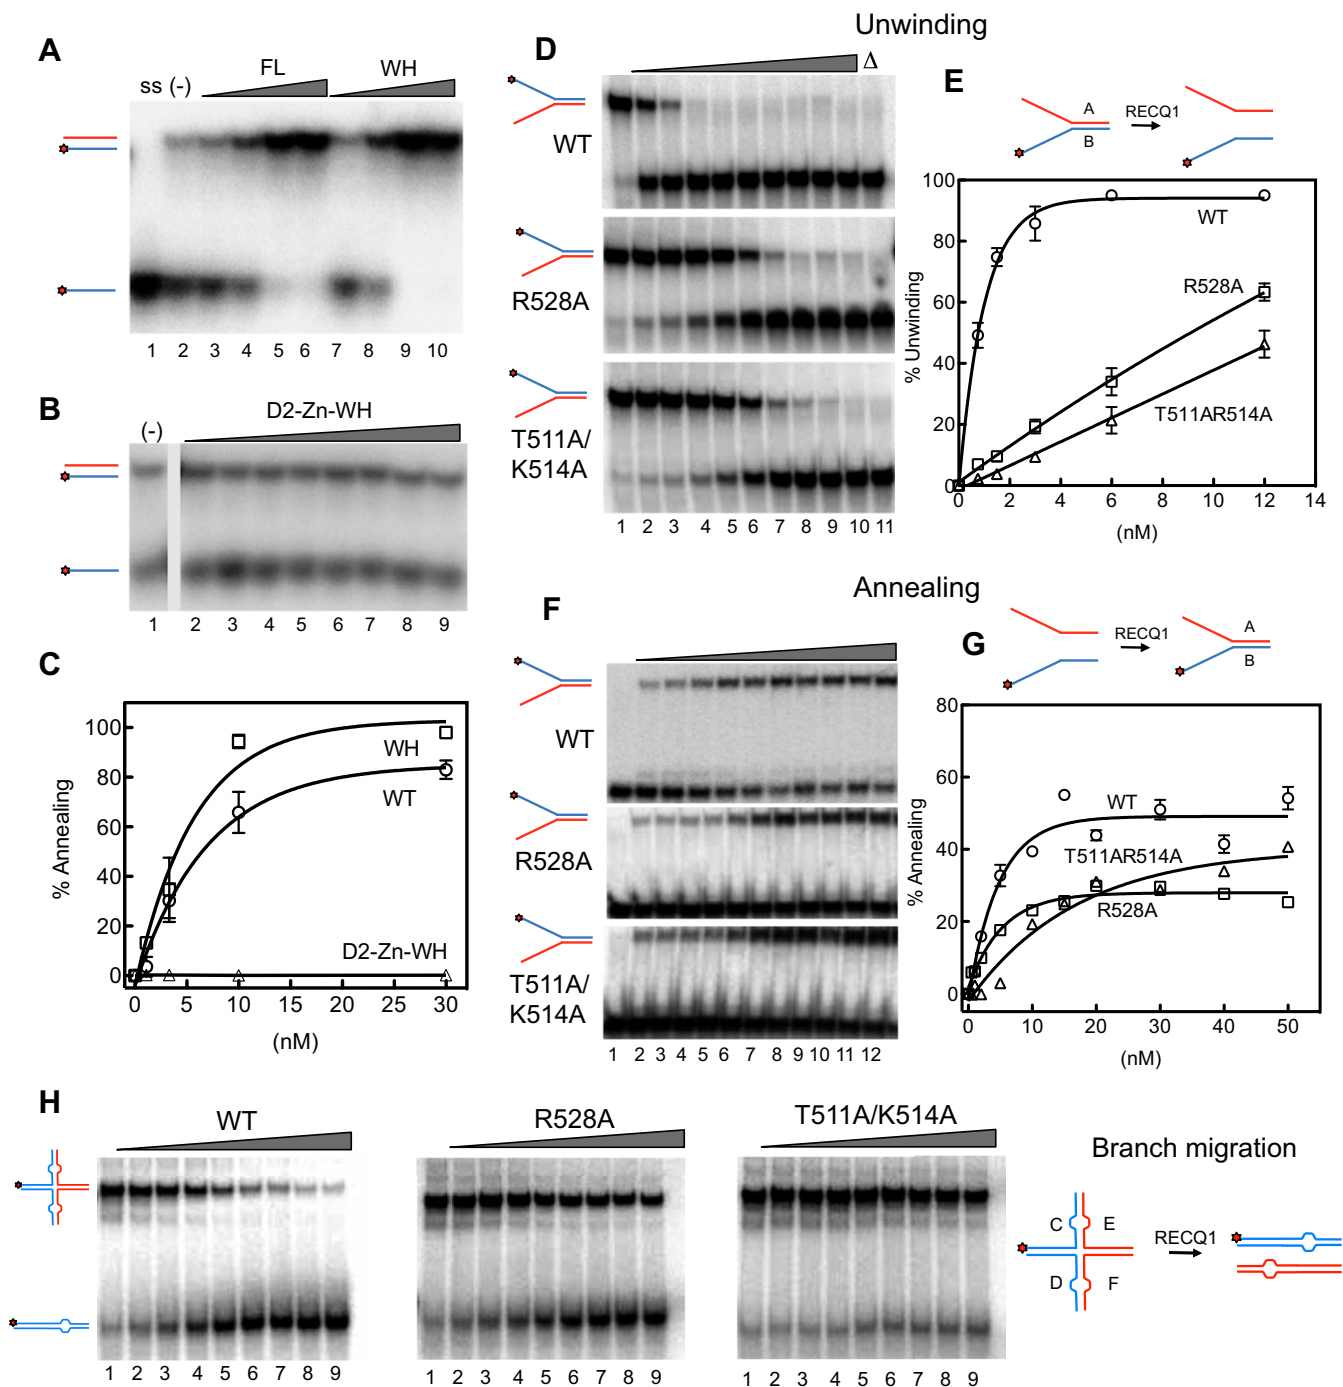 A
ss (-) FL WH
1 2 3 4 5 6 7 8 9 10
B
(-) D2-Zn-WH
1 2 3 4 5 6 7 8 9
C
100
80
60
40
20
0
% Annealing
WH
WT
D2-Zn-WH
0 5 10 15 20 25 30
(nM)
Unwinding
D
Δ
WT
R528A
T511A/
K514A
1 2 3 4 5 6 7 8 9 10 11
E
A
B
RECQ1
100
80
60
40
20
0
% Unwinding
WT
R528A
T511AR514A
0 2 4 6 8 10 12 14
(nM)
Annealing
F
WT
R528A
T511A/
K514A
1 2 3 4 5 6 7 8 9 10 11 12
G
RECQ1
A
B
80
60
40
20
0
% Annealing
WT
T511AR514A
R528A
0 10 20 30 40 50
(nM)
H
WT
1 2 3 4 5 6 7 8 9
R528A
1 2 3 4 5 6 7 8 9
T511A/K514A
1 2 3 4 5 6 7 8 9
Branch migration
C E
D F
RECQ1